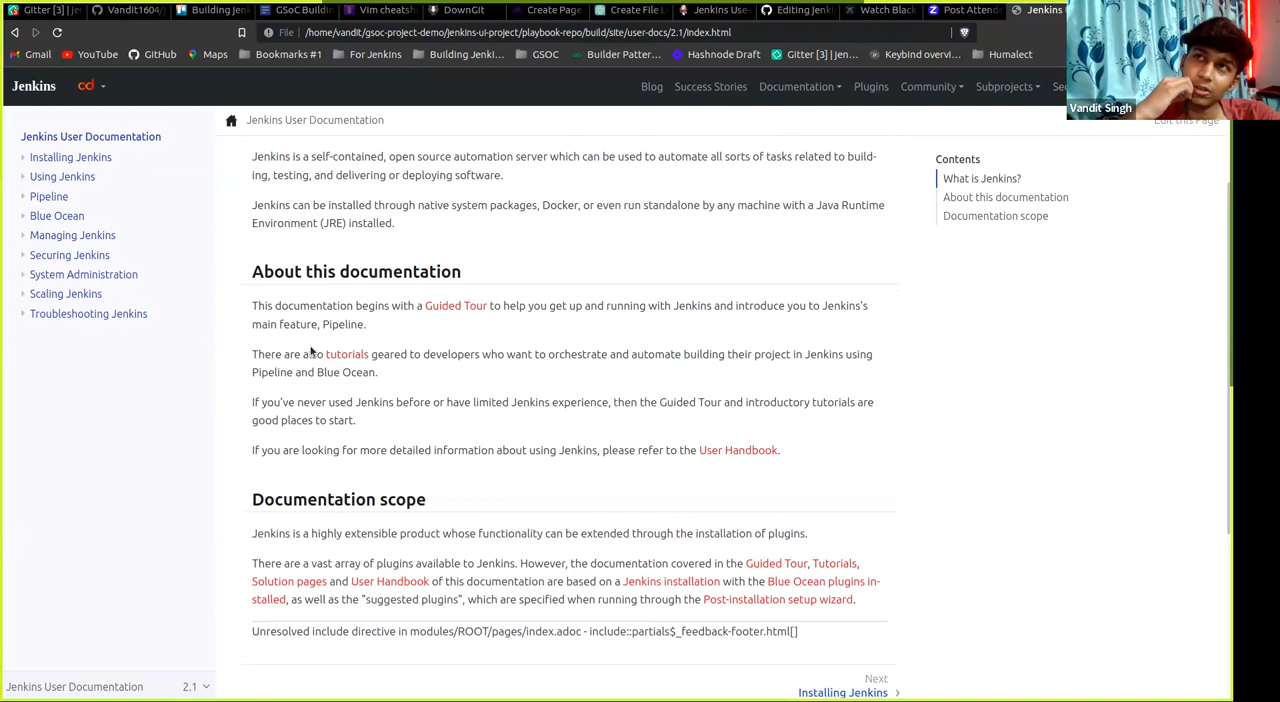 Gitter [3]
Vandit1604/j
Building Jenk
GSoC Buildin
Vim cheatsh
DownGit
Create Page
Create File L
Jenkins Use
Editing Jenki
Watch Black
Post Attend
Jenkins
File
/home/vandit/gsoc-project-demo/jenkins-ui-project/playbook-repo/build/site/user-docs/2.1/index.html
Gmail
YouTube
GitHub
Maps
Bookmarks #1
For Jenkins
Building Jenki...
GSOC
Builder Patter...
Hashnode Draft
Gitter [3] |jen...
Keybind overvi...
Humalect
Vandit Singh
Jenkins
cd
Blog
Success Stories
Documentation
Plugins
Community
Subprojects
Jenkins User Documentation
Edit this Page
Jenkins User Documentation
Installing Jenkins
Using Jenkins
Pipeline
Blue Ocean
Managing Jenkins
Securing Jenkins
System Administration
Scaling Jenkins
Troubleshooting Jenkins
Jenkins is a self-contained, open source automation server which can be used to automate all sorts of tasks related to build-
ing, testing, and delivering or deploying software.
Jenkins can be installed through native system packages, Docker, or even run standalone by any machine with a Java Runtime
Environment (JRE) installed.
About this documentation
This documentation begins with a Guided Tour to help you get up and running with Jenkins and introduce you to Jenkins's
main feature, Pipeline.
There are also tutorials geared to developers who want to orchestrate and automate building their project in Jenkins using
Pipeline and Blue Ocean.
If you've never used Jenkins before or have limited Jenkins experience, then the Guided Tour and introductory tutorials are
good places to start.
If you are looking for more detailed information about using Jenkins, please refer to the User Handbook.
Documentation scope
Jenkins is a highly extensible product whose functionality can be extended through the installation of plugins.
There are a vast array of plugins available to Jenkins. However, the documentation covered in the Guided Tour, Tutorials,
Solution pages and User Handbook of this documentation are based on a Jenkins installation with the Blue Ocean plugins in-
stalled, as well as the "suggested plugins", which are specified when running through the Post-installation setup wizard.
Unresolved include directive in modules/ROOT/pages/index.adoc - include::partials$_feedback-footer.html[]
Next
Installing Jenkins
Contents
What is Jenkins?
About this documentation
Documentation scope
Jenkins User Documentation
2.1